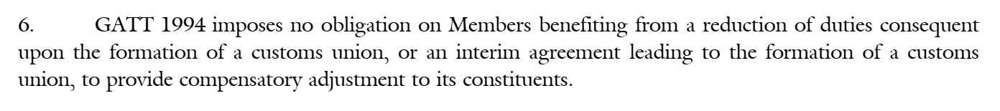 6. GATT 1994 imposes no obligation on Members benefiting from a reduction of duties consequent
upon the formation of a customs union, or an interim agreement leading to the formation of a customs
union, to provide compensatory adjustment to its constituents.